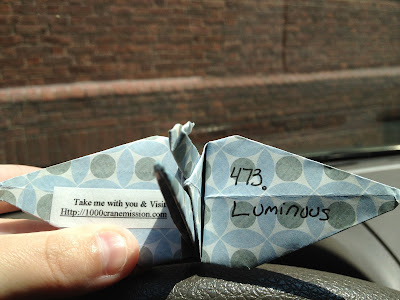 Take me with you & Visit
Http://1000cranemission.com
473.
Luminous